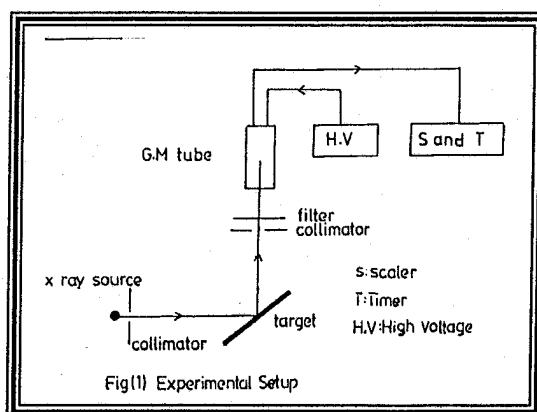 H.V
S and T
G.M tube
filter
collimator
x ray source
S:scaler
target
T:Timer
collimator
H.V:High Voltage
Fig(1) Experimental Setup